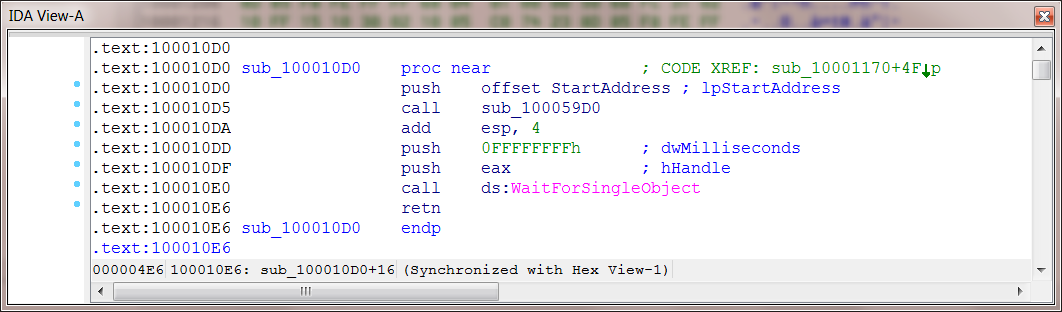 IDA View-A
.text:100010D0
.text:100010D0 sub_100010D0    proc near               ; CODE XREF: sub_10001170+4F↓p
.text:100010D0                 push    offset StartAddress ; lpStartAddress
.text:100010D5                 call    sub_100059D0
.text:100010DA                 add     esp, 4
.text:100010DD                 push    0FFFFFFFFh      ; dwMilliseconds
.text:100010DF                 push    eax             ; hHandle
.text:100010E0                 call    ds:WaitForSingleObject
.text:100010E6                 retn
.text:100010E6 sub_100010D0    endp
.text:100010E6
000004E6 100010E6: sub_100010D0+16 (Synchronized with Hex View-1)